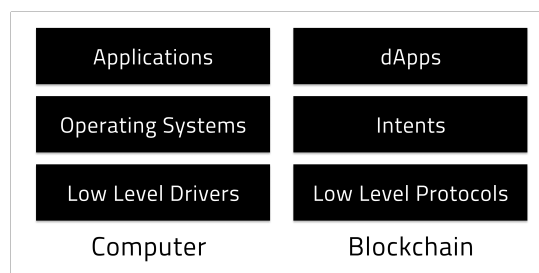 Applications
dApps
Operating Systems
Intents
Low Level Drivers
Low Level Protocols
Computer
Blockchain